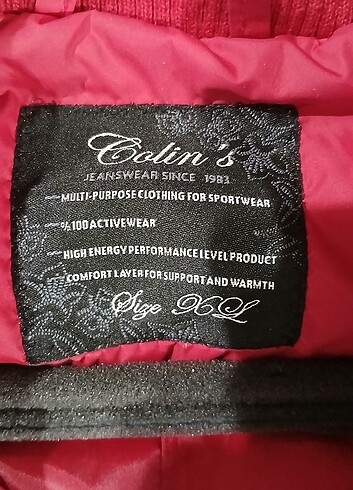 Colin's
JEANSWEAR SINCE 1983
MULTI-PURPOSE CLOTHING FOR SPORTWEAR
%100 ACTIVEWEAR
HIGH ENERGY PERFORMANCE LEVEL PRODUCT
COMFORT LAYER FOR SUPPORT AND WARMTH
Size XL